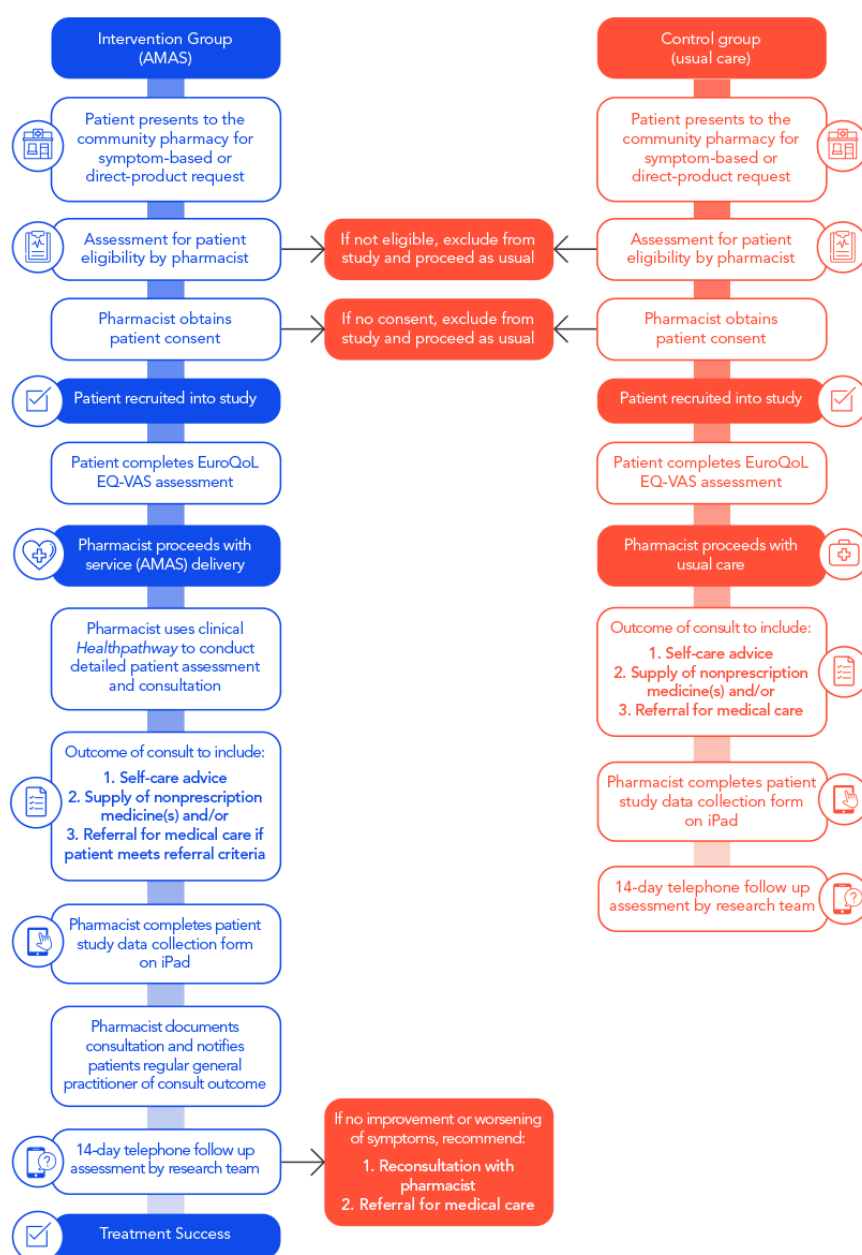 Intervention Group
(AMAS)
Patient presents to the
community pharmacy for
symptom-based or
direct-product request
Assessment for patient
eligibility by pharmacist
Pharmacist obtains
patient consent
Patient recruited into study
Patient completes EuroQoL
EQ-VAS assessment
Pharmacist proceeds with
service (AMAS) delivery
Pharmacist uses clinical
Healthpathway to conduct
detailed patient assessment
and consultation
Outcome of consult to include:
1. Self-care advice
2. Supply of nonprescription
medicine(s) and/or
3. Referral for medical care if
patient meets referral criteria
Pharmacist completes patient
study data collection form
on iPad
Pharmacist documents
consultation and notifies
patients regular general
practitioner of consult outcome
14-day telephone follow up
assessment by research team
Treatment Success
If not eligible, exclude from
study and proceed as usual
If no consent, exclude from
study and proceed as usual
If no improvement or worsening
of symptoms, recommend:
1. Reconsultation with
pharmacist
2. Referral for medical care
Control group
(usual care)
Patient presents to the
community pharmacy for
symptom-based or
direct-product request
Assessment for patient
eligibility by pharmacist
Pharmacist obtains
patient consent
Patient recruited into study
Patient completes EuroQoL
EQ-VAS assessment
Pharmacist proceeds with
usual care
Outcome of consult to include:
1. Self-care advice
2. Supply of nonprescription
medicine(s) and/or
3. Referral for medical care
Pharmacist completes patient
study data collection form
on iPad
14-day telephone follow up
assessment by research team